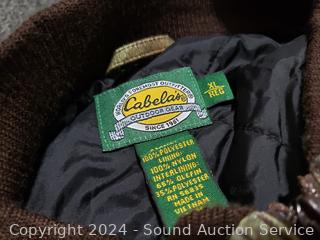 WORLD'S FOREMOST OUTFITTER
Cabela's
OUTDOOR GEAR
SINCE 1961
XL
REG
100% POLYESTER
LINING:
100% NYLON
INTERLINING:
65% OLEFIN
35% POLYESTER
RN 56835
MADE IN
VIETNAM
Copyright 2024 - Sound Auction Service